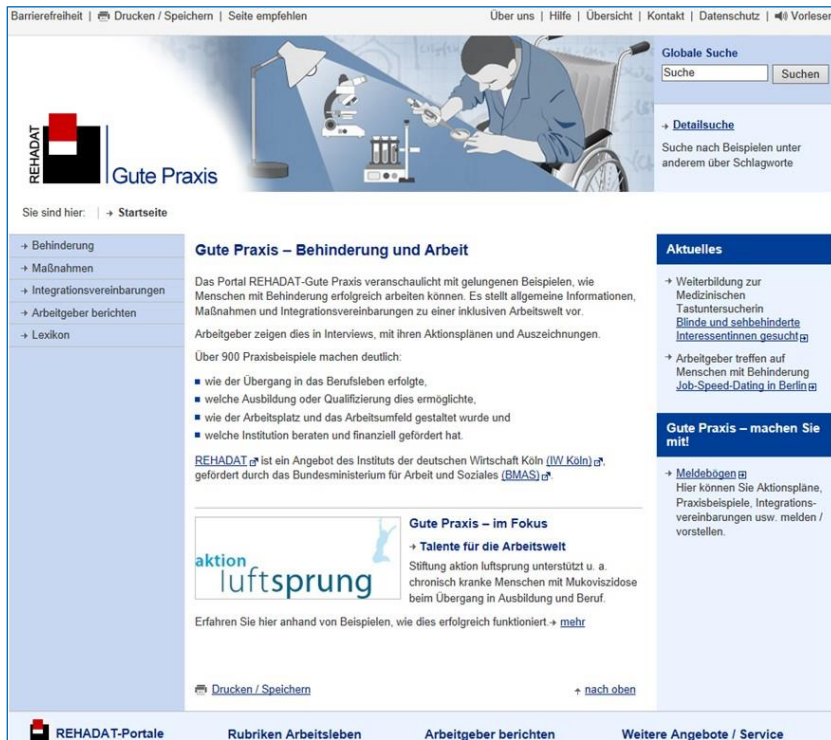 Barrierefreiheit | Drucken / Speichern | Seite empfehlen
Über uns | Hilfe | Übersicht | Kontakt | Datenschutz | Vorlesen
REHADAT
Gute Praxis
Globale Suche
Suche
Suchen
Detailsuche
Suche nach Beispielen unter
anderem über Schlagworte
Sie sind hier: | Startseite
Behinderung
Maßnahmen
Integrationsvereinbarungen
Arbeitgeber berichten
Lexikon
Gute Praxis – Behinderung und Arbeit
Das Portal REHADAT-Gute Praxis veranschaulicht mit gelungenen Beispielen, wie
Menschen mit Behinderung erfolgreich arbeiten können. Es stellt allgemeine Informationen,
Maßnahmen und Integrationsvereinbarungen zu einer inklusiven Arbeitswelt vor.
Arbeitgeber zeigen dies in Interviews, mit ihren Aktionsplänen und Auszeichnungen.
Über 900 Praxisbeispiele machen deutlich:
wie der Übergang in das Berufsleben erfolgte,
welche Ausbildung oder Qualifizierung dies ermöglichte,
wie der Arbeitsplatz und das Arbeitsumfeld gestaltet wurde und
welche Institution beraten und finanziell gefördert hat.
REHADAT ist ein Angebot des Instituts der deutschen Wirtschaft Köln (IW Köln),
gefördert durch das Bundesministerium für Arbeit und Soziales (BMAS).
aktion
luftsprung
Gute Praxis – im Fokus
Talente für die Arbeitswelt
Stiftung aktion luftsprung unterstützt u. a.
chronisch kranke Menschen mit Mukoviszidose
beim Übergang in Ausbildung und Beruf.
Erfahren Sie hier anhand von Beispielen, wie dies erfolgreich funktioniert. mehr
Drucken / Speichern
nach oben
Aktuelles
Weiterbildung zur
Medizinischen
Tastuntersucherin
Blinde und sehbehinderte
Interessentinnen gesucht
Arbeitgeber treffen auf
Menschen mit Behinderung
Job-Speed-Dating in Berlin
Gute Praxis – machen Sie
mit!
Meldebögen
Hier können Sie Aktionspläne,
Praxisbeispiele, Integrations-
vereinbarungen usw. melden /
vorstellen.
REHADAT-Portale
Rubriken Arbeitsleben
Arbeitgeber berichten
Weitere Angebote / Service